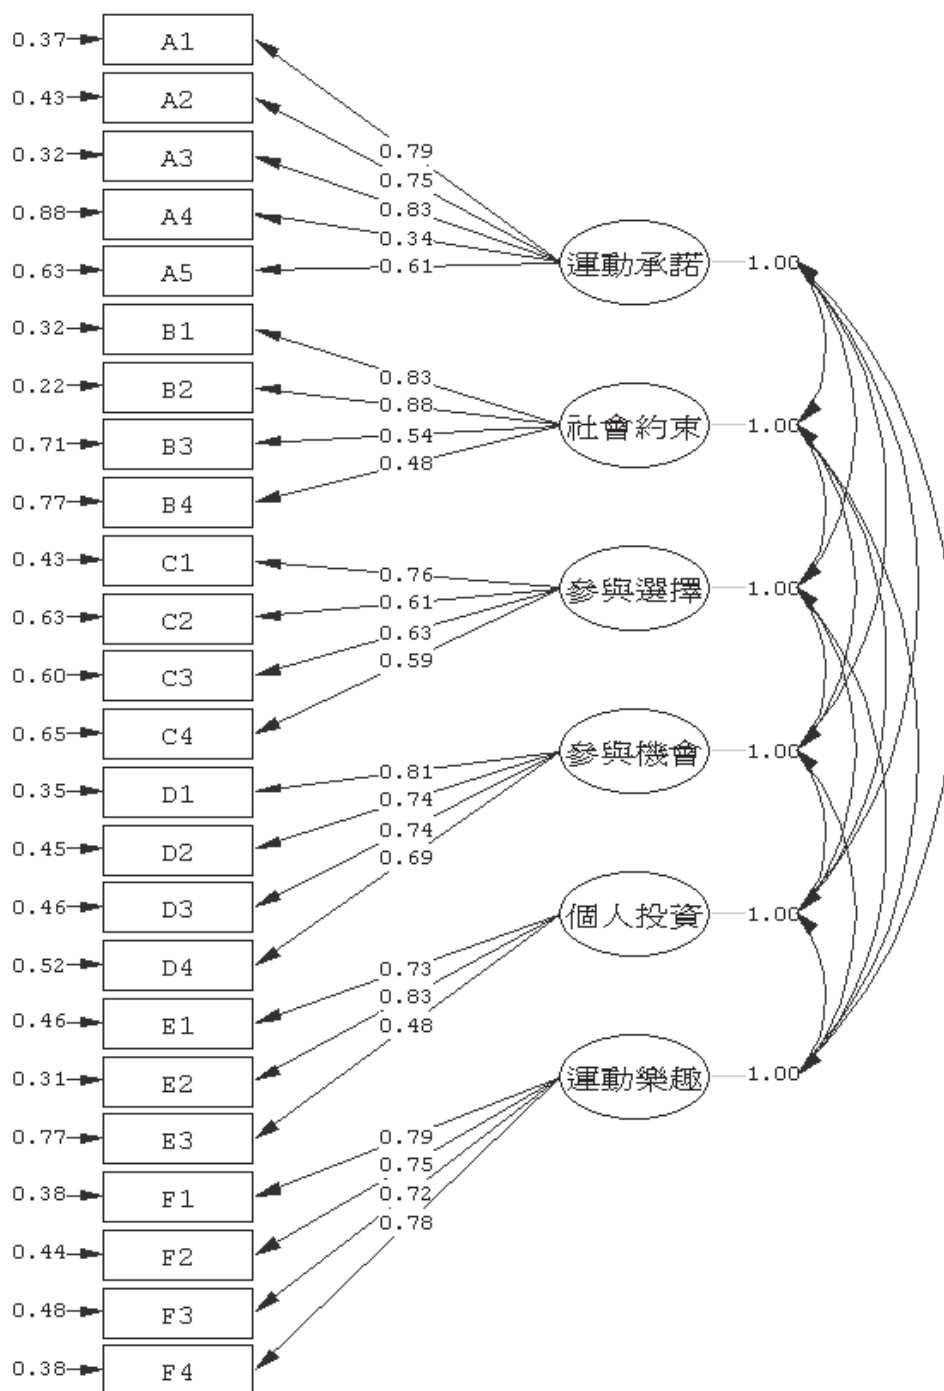 0.37 A1
0.43 A2
0.32 A3
0.79
0.75
0.83
0.88 A4
0.34
0.63 A5
0.61
運動承諾 1.00
0.32 B1
0.83
0.22 B2
0.88
0.54
0.48
社會約束 1.00
0.71 B3
0.77 B4
0.43 C1
0.76
0.61
0.63
0.59
參與選擇 1.00
0.63 C2
0.60 C3
0.65 C4
0.35 D1
0.81
0.74
0.74
0.69
參與機會 1.00
0.45 D2
0.46 D3
0.52 D4
個人投資 1.00
0.73
0.83
0.48
0.46 E1
0.31 E2
0.77 E3
運動樂趣 1.00
0.79
0.75
0.72
0.78
0.38 F1
0.44 F2
0.48 F3
0.38 F4